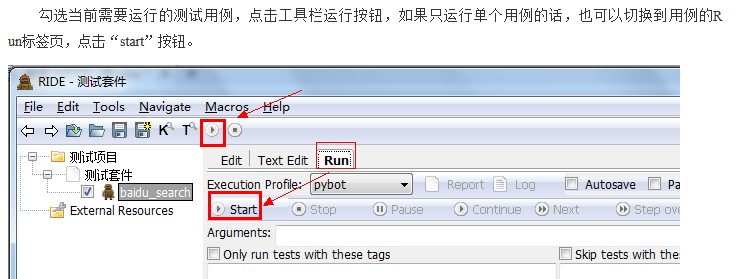 勾选当前需要运行的测试用例，点击工具栏运行按钮，如果只运行单个用例的话，也可以切换到用例的R
un标签页，点击“start”按钮。
RIDE - 测试套件
File Edit Tools Navigate Macros Help
K T
测试项目
测试套件
baidu_search
External Resources
Edit Text Edit Run
Execution Profile: pybot Report Log Autosave Pa
Start Stop Pause Continue Next Step ove
Arguments:
Only run tests with these tags Skip tests with these